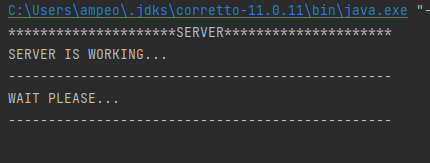 C:\Users\ampeo\.jdks\corretto-11.0.11\bin\java.exe "-
*********************SERVER*********************
SERVER IS WORKING...
------------------------------------------------
WAIT PLEASE...
------------------------------------------------